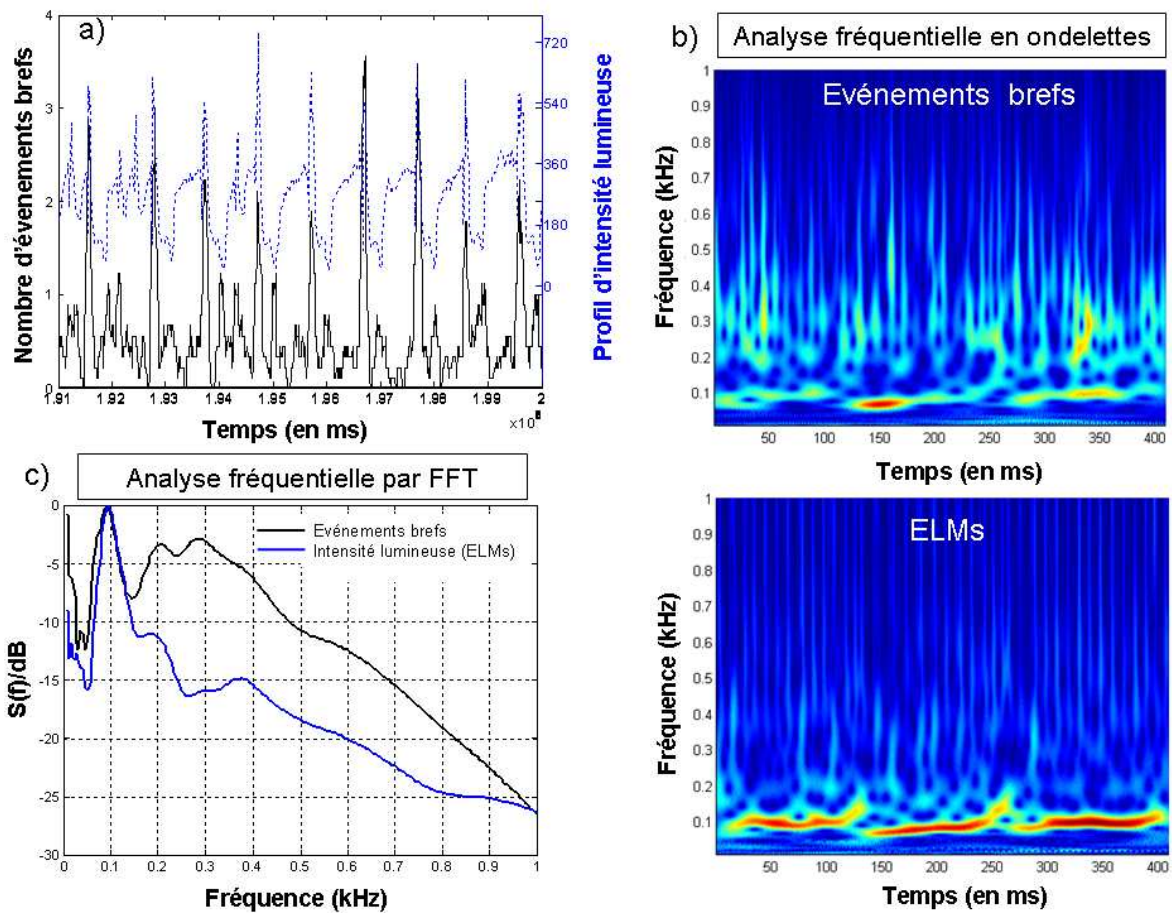 a)
Nombre d'évenements brefs
4
3
2
1
0
1.91 1.92 1.93 1.94 1.95 1.96 1.97 1.98 1.99 2
Temps (en ms)
720
540
360
180
0
Profil d'intensité lumineuse
b)
Analyse fréquentielle en ondelettes
Evénements brefs
Fréquence (kHz)
1
0.9
0.8
0.7
0.6
0.5
0.4
0.3
0.2
0.1
50 100 150 200 250 300 350 400
Temps (en ms)
c)
Analyse fréquentielle par FFT
Evénements brefs
Intensité lumineuse (ELMs)
S(f)/dB
0
-5
-10
-15
-20
-25
-30
0 0.1 0.2 0.3 0.4 0.5 0.6 0.7 0.8 0.9 1
Fréquence (kHz)
ELMs
Fréquence (kHz)
1
0.9
0.8
0.7
0.6
0.5
0.4
0.3
0.2
0.1
50 100 150 200 250 300 350 400
Temps (en ms)